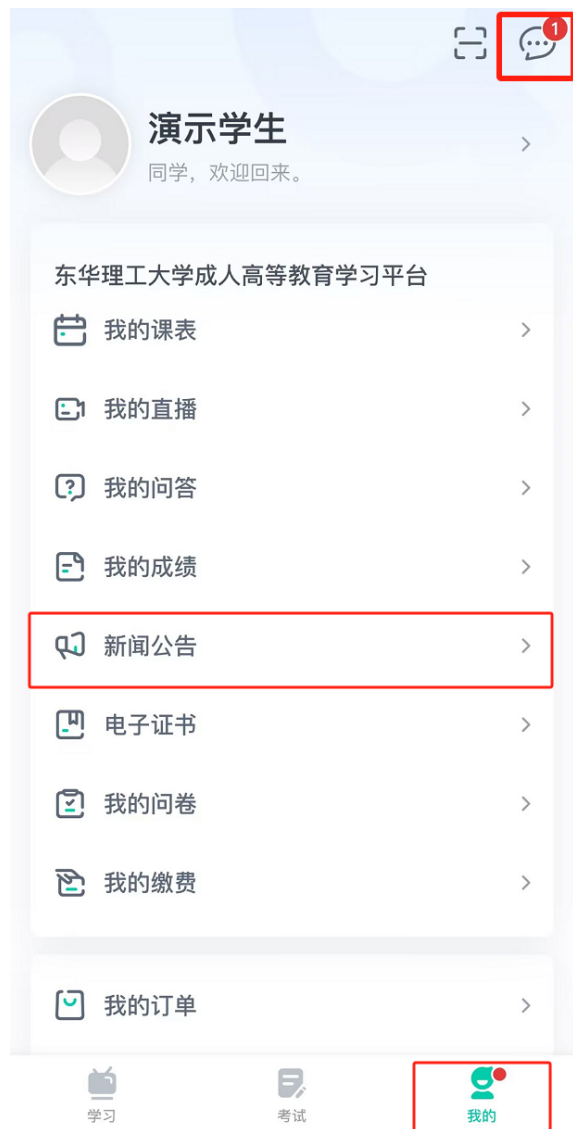 1
演示学生
同学，欢迎回来。
东华理工大学成人高等教育学习平台
我的课表
我的直播
我的问答
我的成绩
新闻公告
电子证书
我的问卷
我的缴费
我的订单
学习
考试
我的